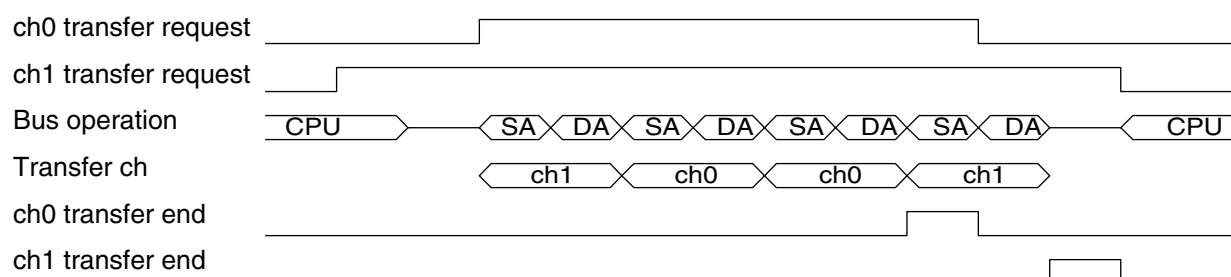 ch0 transfer request
ch1 transfer request
Bus operation CPU SA DA SA DA SA DA SA DA CPU
Transfer ch ch1 ch0 ch0 ch1
ch0 transfer end
ch1 transfer end